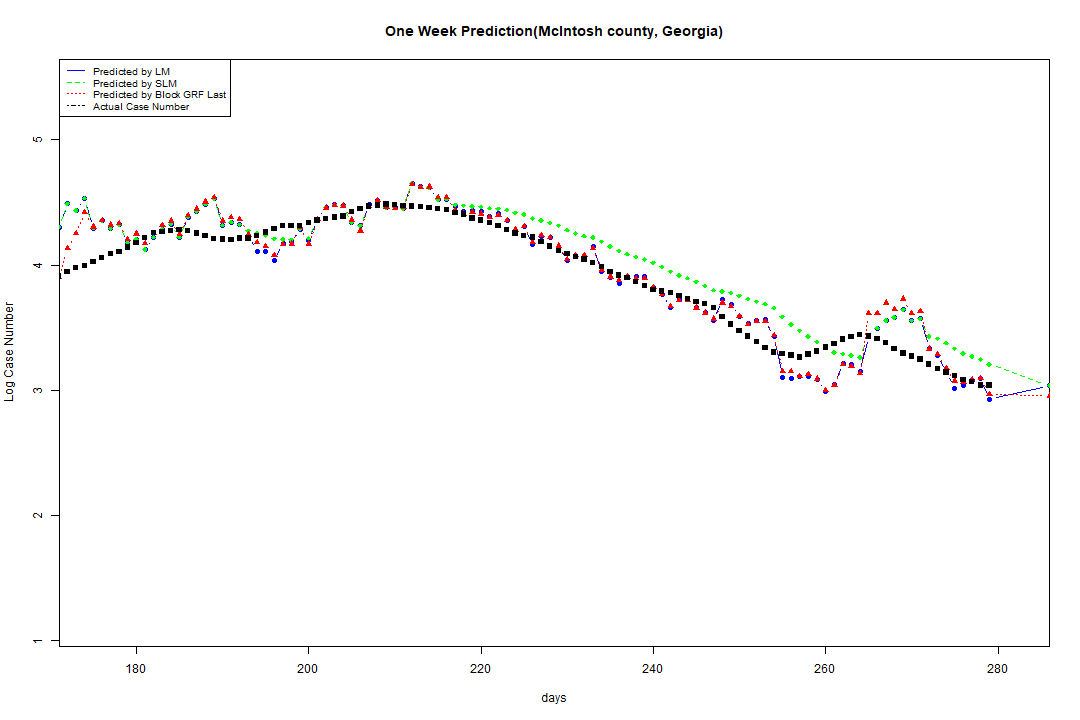 One Week Prediction(McIntosh county, Georgia)
Predicted by LM
Predicted by SLM
Predicted by Block GRF Last
Actual Case Number
5
4
3
2
1
Log Case Number
180 200 220 240 260 280
days